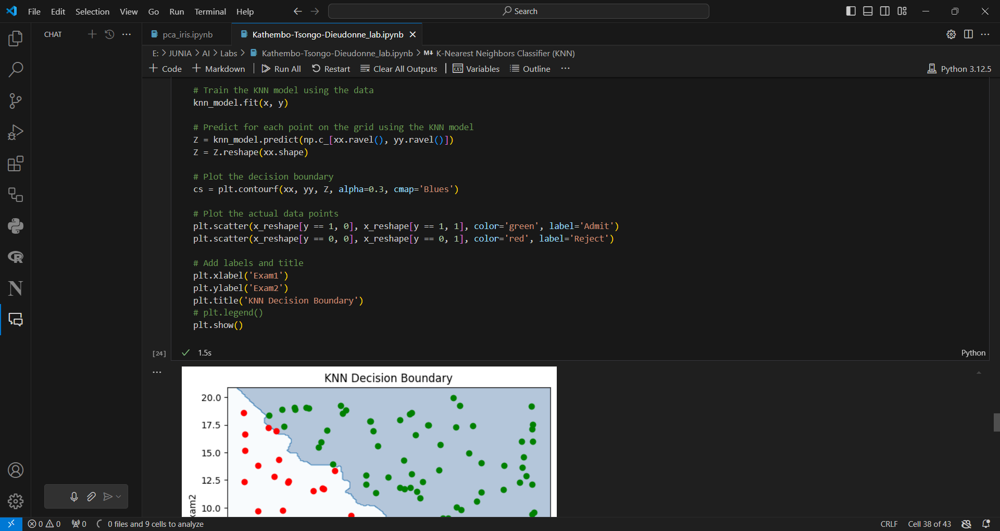 File Edit Selection View Go Run Terminal Help
Search
CHAT
pca_iris.ipynb
Kathembo-Tsongo-Dieudonne_lab.ipynb
E: > JUNIA > AI > Labs > Kathembo-Tsongo-Dieudonne_lab.ipynb > M↓ K-Nearest Neighbors Classifier (KNN)
+ Code + Markdown | Run All Restart Clear All Outputs | Variables Outline ...
Python 3.12.5
# Train the KNN model using the data
knn_model.fit(x, y)
# Predict for each point on the grid using the KNN model
Z = knn_model.predict(np.c_[xx.ravel(), yy.ravel()])
Z = Z.reshape(xx.shape)
# Plot the decision boundary
cs = plt.contourf(xx, yy, Z, alpha=0.3, cmap='Blues')
# Plot the actual data points
plt.scatter(x_reshape[y == 1, 0], x_reshape[y == 1, 1], color='green', label='Admit')
plt.scatter(x_reshape[y == 0, 0], x_reshape[y == 0, 1], color='red', label='Reject')
# Add labels and title
plt.xlabel('Exam1')
plt.ylabel('Exam2')
plt.title('KNN Decision Boundary')
# plt.legend()
plt.show()
[24]
1.5s
Python
KNN Decision Boundary
20.0
17.5
15.0
12.5
10.0
xam2
0 0 0 0 files and 9 cells to analyze
CRLF Cell 38 of 43